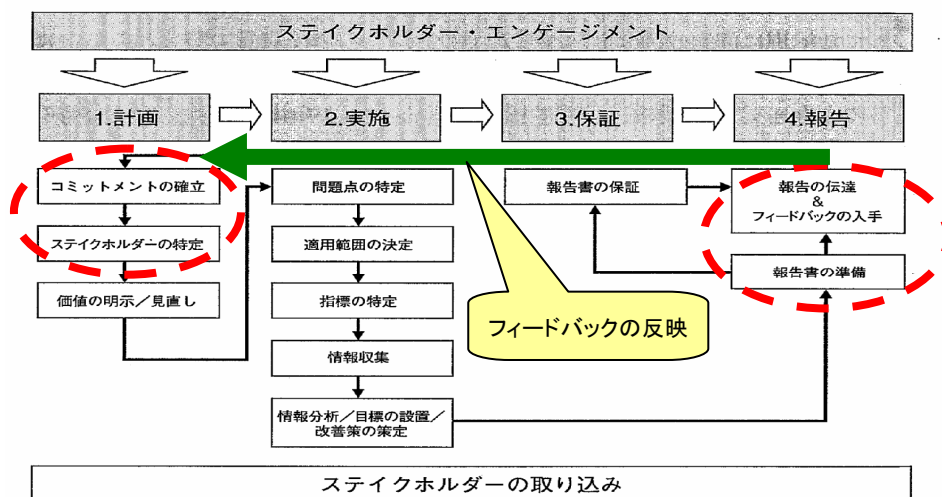 ステイクホルダー・エンゲージメント
1.計画
2.実施
3.保証
4.報告
コミットメントの確立
ステイクホルダーの特定
価値の明示／見直し
問題点の特定
適用範囲の決定
指標の特定
情報収集
情報分析／目標の設置／
改善策の策定
報告書の保証
報告の伝達
&
フィードバックの入手
報告書の準備
フィードバックの反映
ステイクホルダーの取り込み